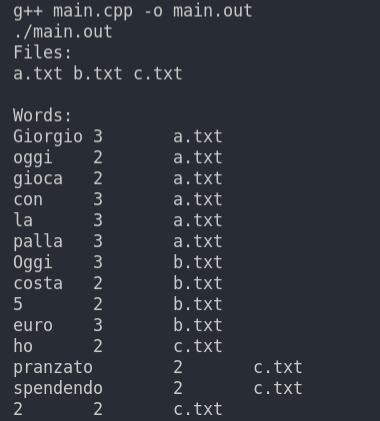 g++ main.cpp -o main.out
./main.out
Files:
a.txt b.txt c.txt
Words:
Giorgio 3 a.txt
oggi 2 a.txt
gioca 2 a.txt
con 3 a.txt
la 3 a.txt
palla 3 a.txt
Oggi 3 b.txt
costa 2 b.txt
5 2 b.txt
euro 3 b.txt
ho 2 c.txt
pranzato 2 c.txt
spendendo 2 c.txt
2 2 c.txt